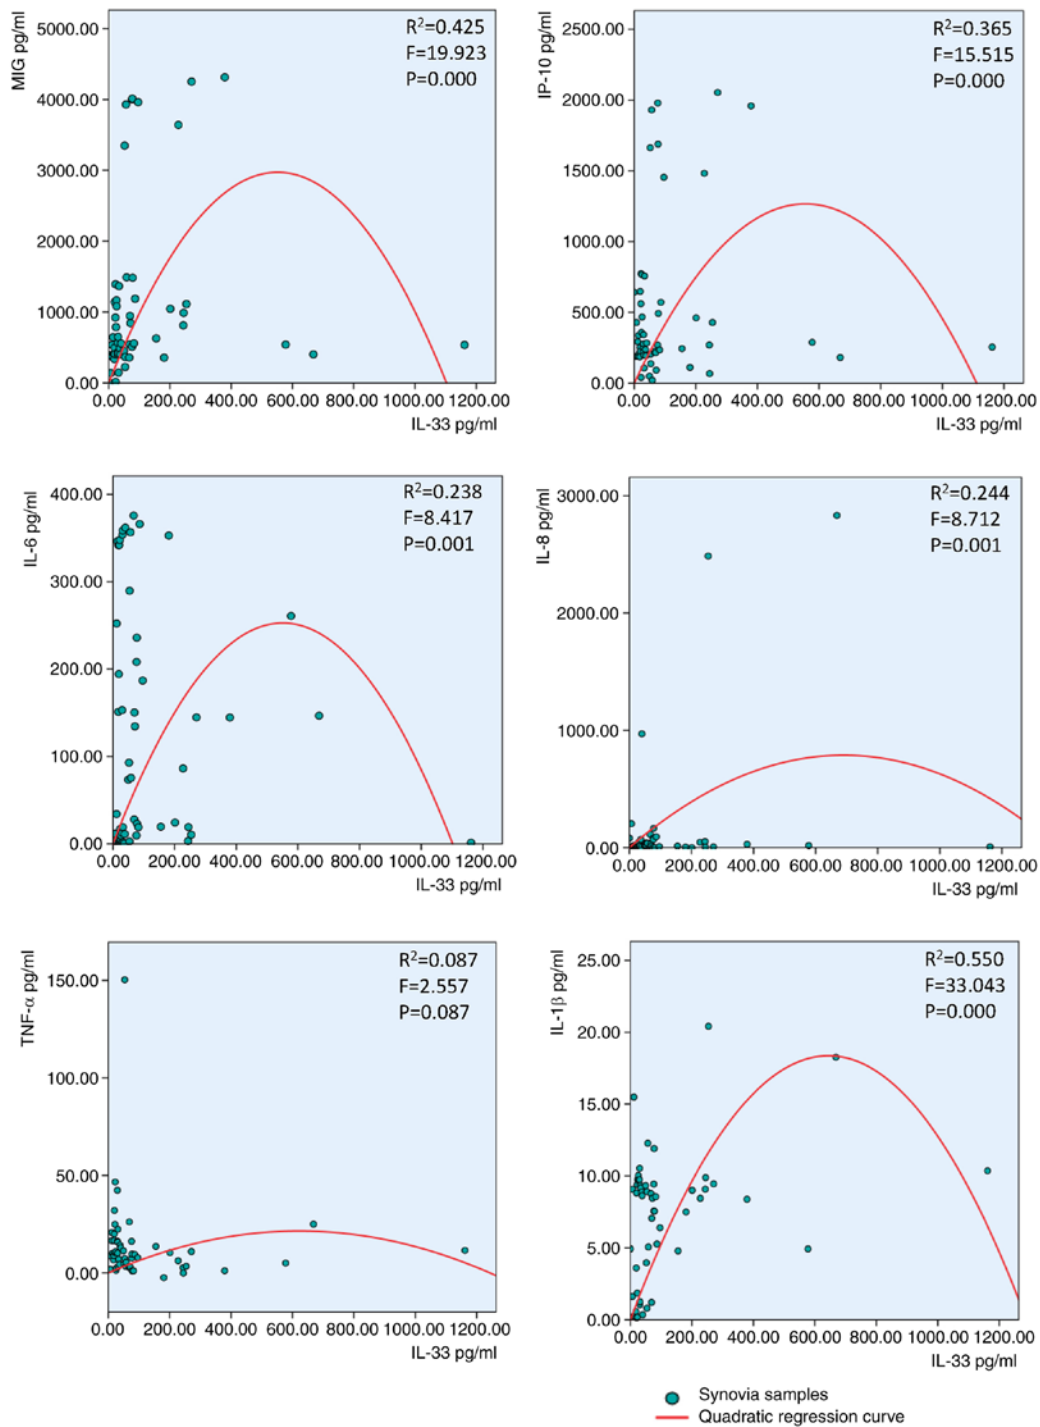 MIG pg/ml
5000.00
4000.00
3000.00
2000.00
1000.00
0.00
R²=0.425
F=19.923
P=0.000
0.00 200.00 400.00 600.00 800.00 1000.00 1200.00
IL-33 pg/ml
IP-10 pg/ml
2500.00
2000.00
1500.00
1000.00
500.00
0.00
R²=0.365
F=15.515
P=0.000
0.00 200.00 400.00 600.00 800.00 1000.00 1200.00
IL-33 pg/ml
IL-6 pg/ml
400.00
300.00
200.00
100.00
0.00
R²=0.238
F=8.417
P=0.001
0.00 200.00 400.00 600.00 800.00 1000.00 1200.00
IL-33 pg/ml
IL-8 pg/ml
3000.00
2000.00
1000.00
0.00
R²=0.244
F=8.712
P=0.001
0.00 200.00 400.00 600.00 800.00 1000.00 1200.00
IL-33 pg/ml
TNF-α pg/ml
150.00
100.00
50.00
0.00
R²=0.087
F=2.557
P=0.087
0.00 200.00 400.00 600.00 800.00 1000.00 1200.00
IL-33 pg/ml
IL-1β pg/ml
25.00
20.00
15.00
10.00
5.00
0.00
R²=0.550
F=33.043
P=0.000
0.00 200.00 400.00 600.00 800.00 1000.00 1200.00
IL-33 pg/ml
Synovia samples
Quadratic regression curve